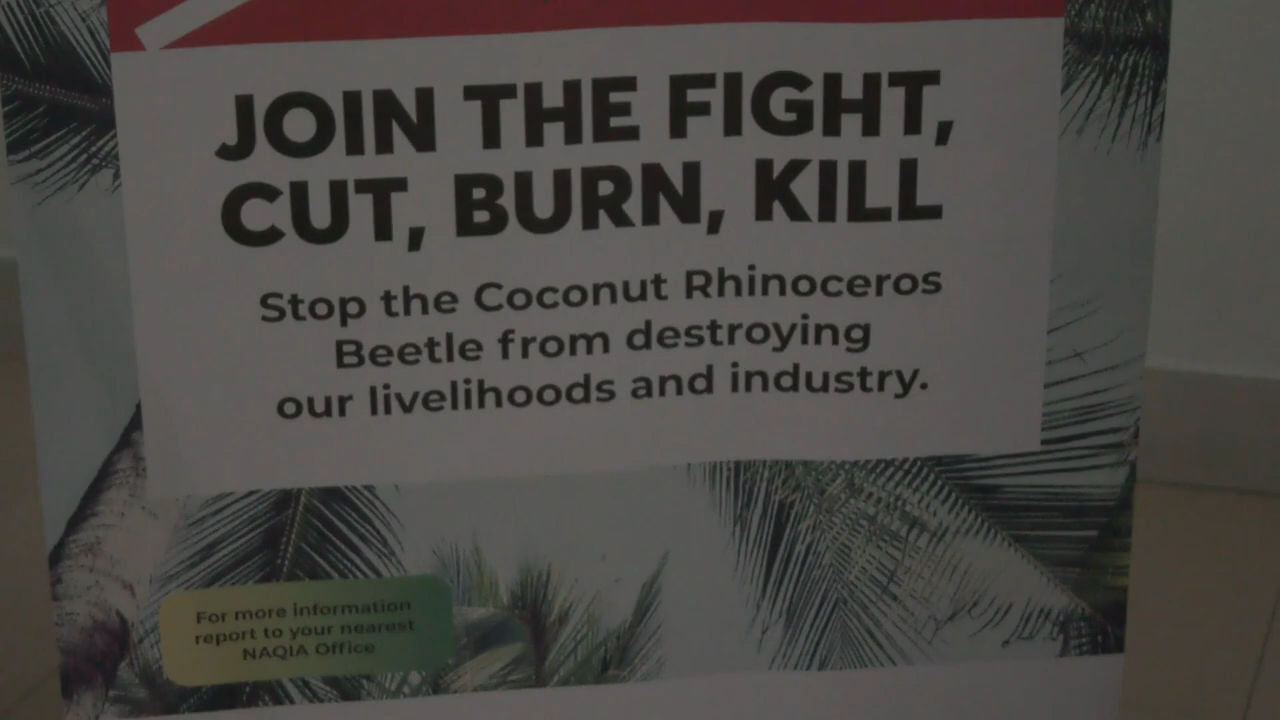 JOIN THE FIGHT,
CUT, BURN, KILL
Stop the Coconut Rhinoceros
Beetle from destroying
our livelihoods and industry.
For more information
report to your nearest
NAQIA Office